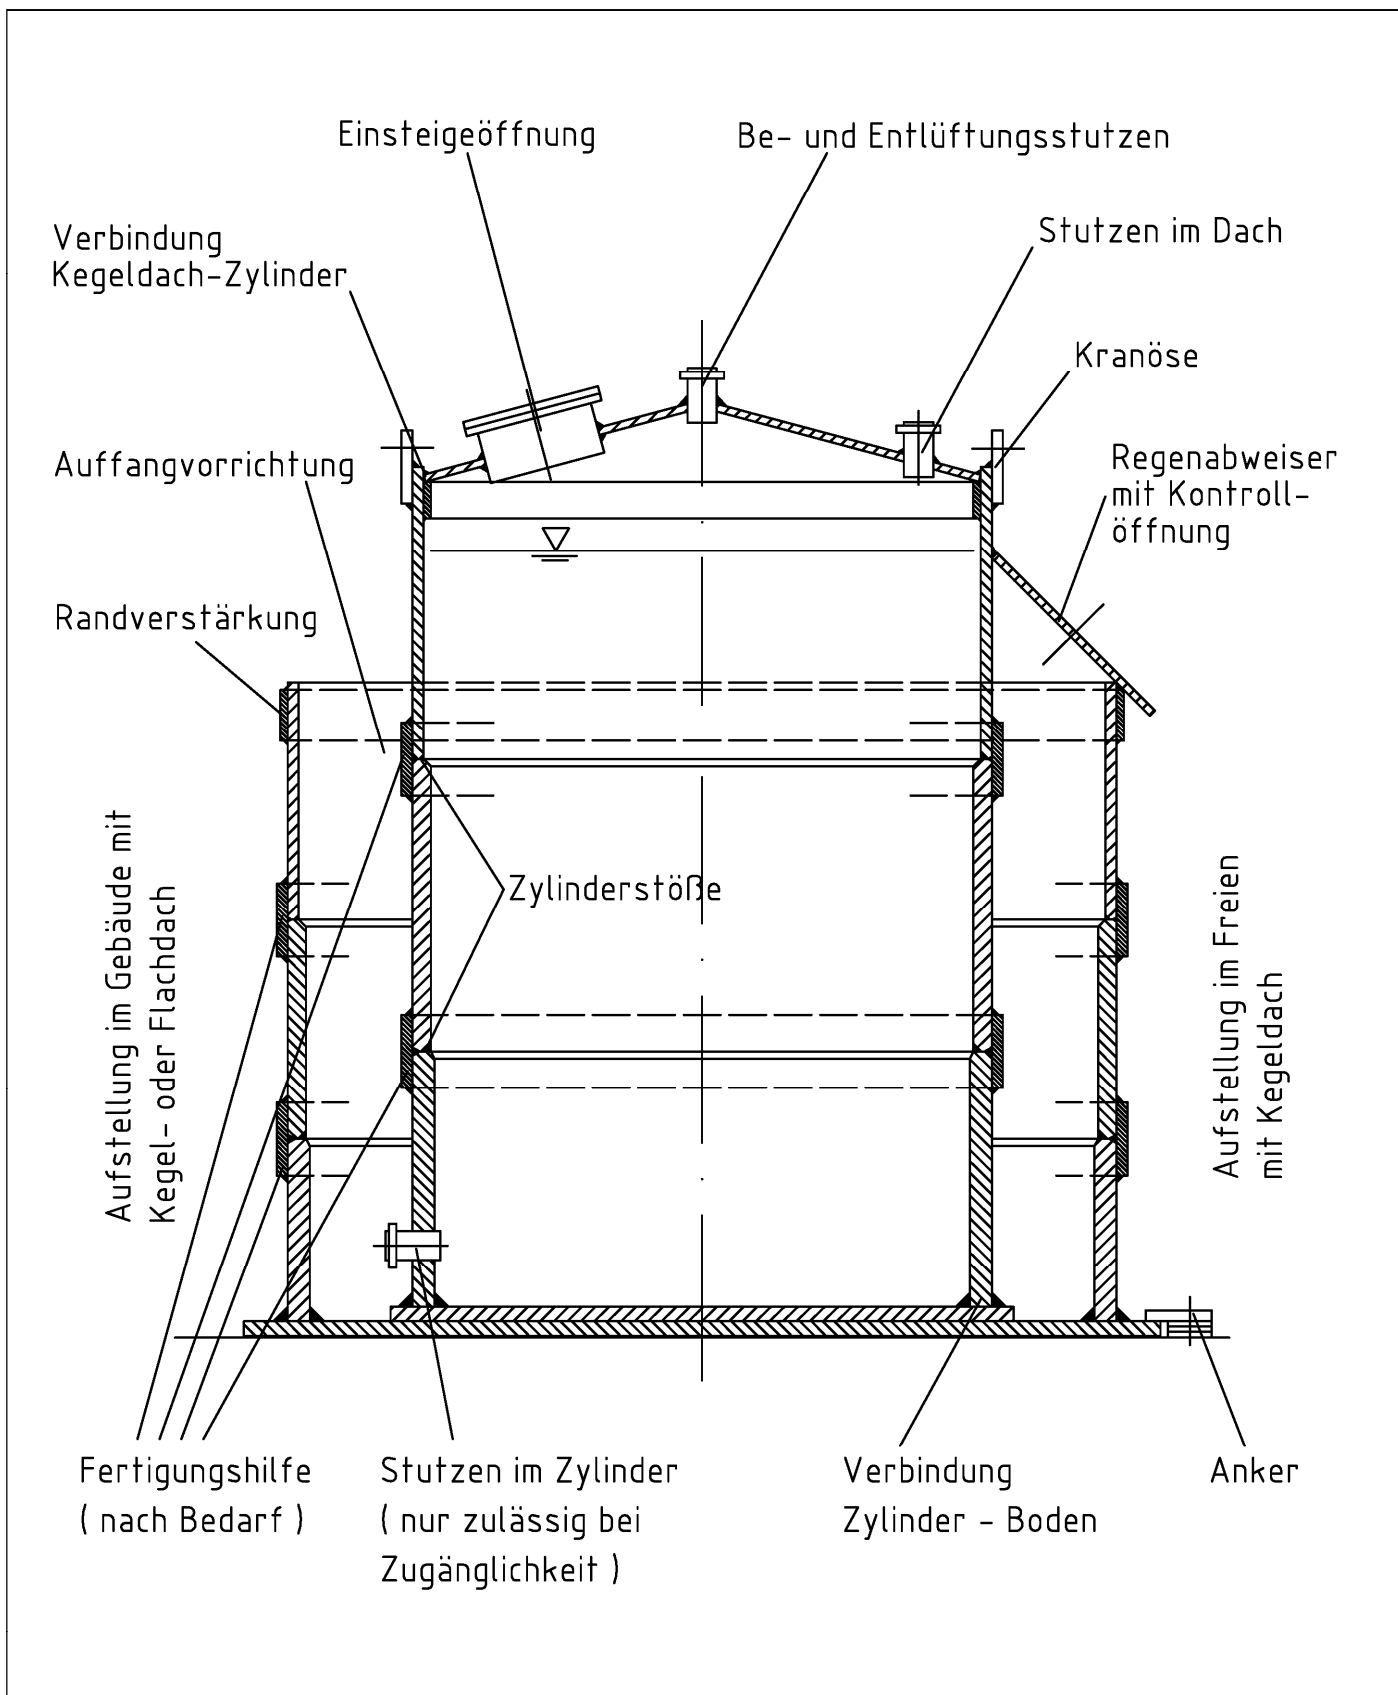 Einsteigeöffnung
Be- und Entlüftungsstutzen
Verbindung
Kegeldach-Zylinder
Stutzen im Dach
Kranöse
Auffangvorrichtung
Regenabweiser
mit Kontroll-
öffnung
Randverstärkung
Zylinderstöße
Aufstellung im Gebäude mit
Kegel- oder Flachdach
Aufstellung im Freien
mit Kegeldach
Fertigungshilfe
( nach Bedarf )
Stutzen im Zylinder
( nur zulässig bei
Zugänglichkeit )
Verbindung
Zylinder - Boden
Anker